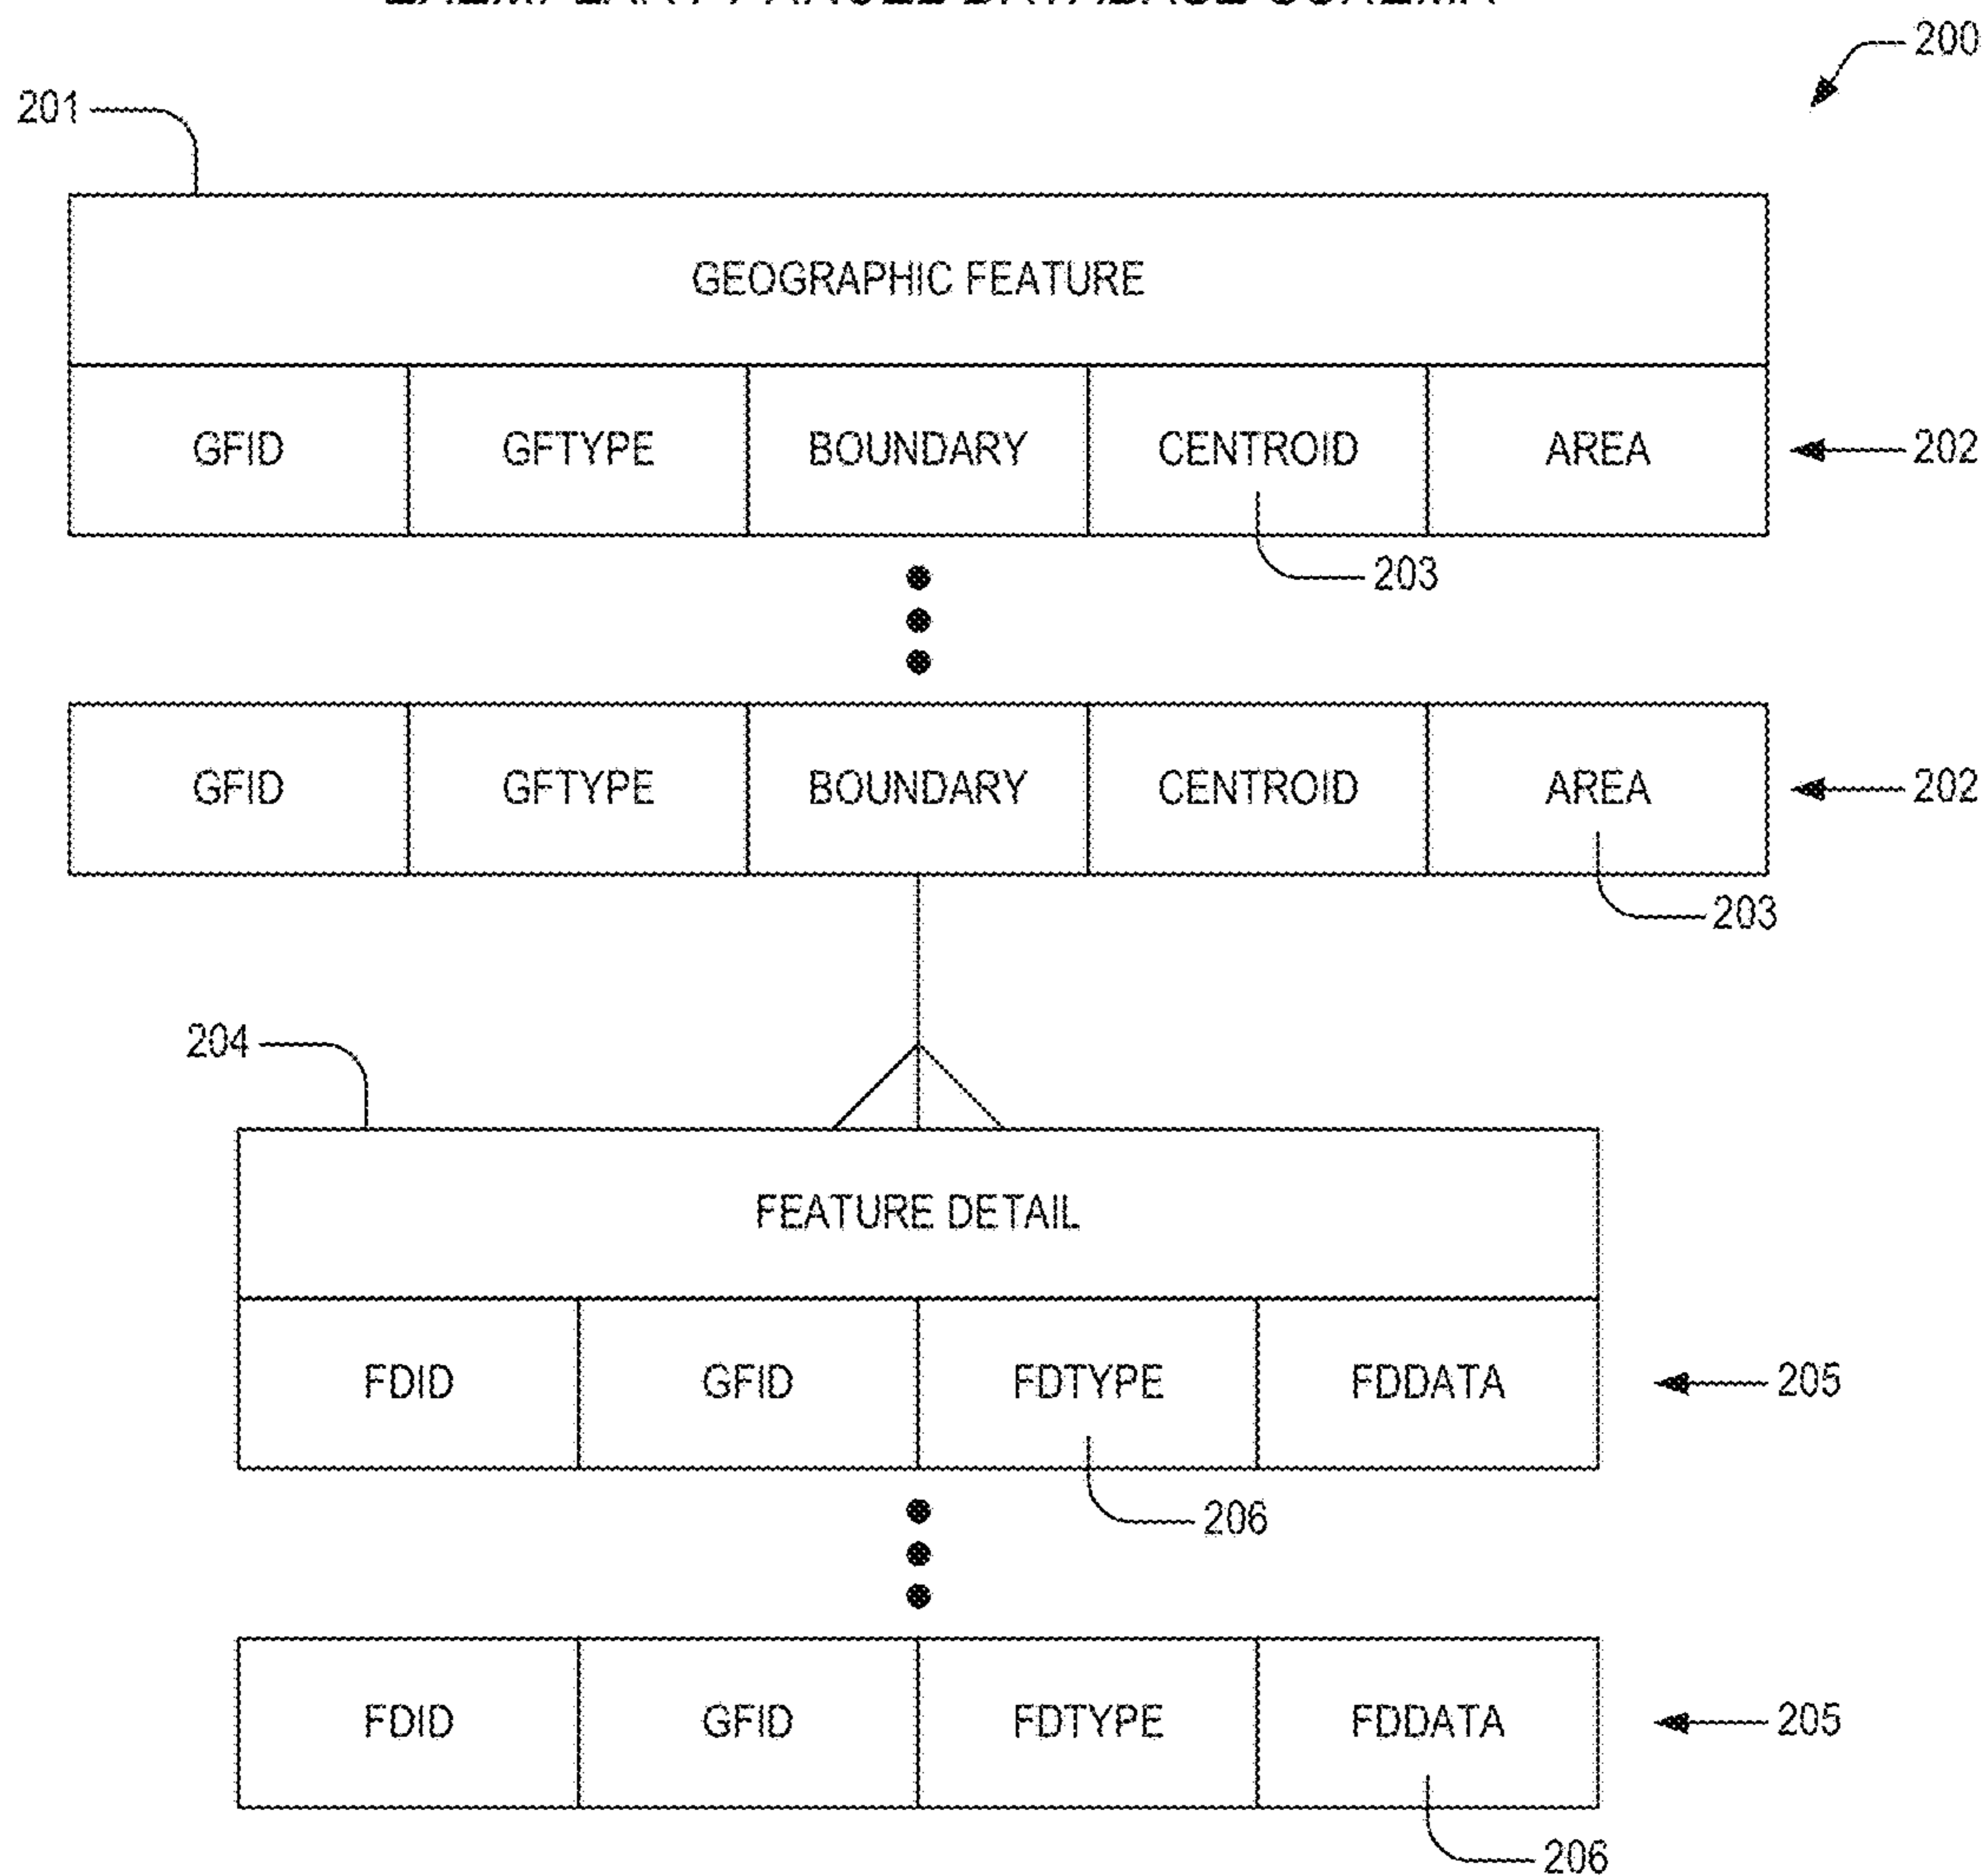 200
201
GEOGRAPHIC FEATURE
GFID GFTYPE BOUNDARY CENTROID AREA 202
203
GFID GFTYPE BOUNDARY CENTROID AREA 202
203
204
FEATURE DETAIL
FDID GFID FDTYPE FDDATA 205
206
FDID GFID FDTYPE FDDATA 205
206